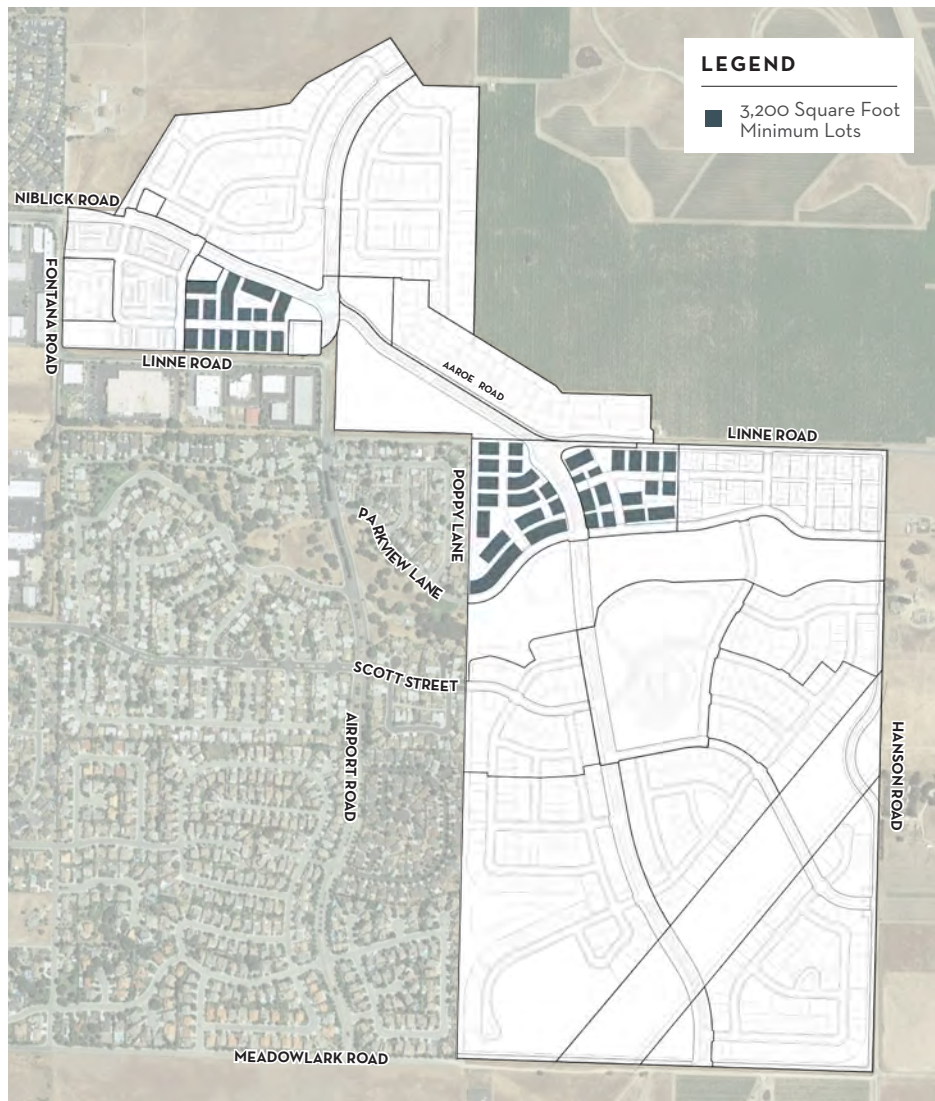 LEGEND
3,200 Square Foot
Minimum Lots
NIBLICK ROAD
FONTANA ROAD
LINNE ROAD
AAROE ROAD
LINNE ROAD
POPPY LANE
PARKVIEW LANE
SCOTT STREET
AIRPORT ROAD
HANSON ROAD
MEADOWLARK ROAD